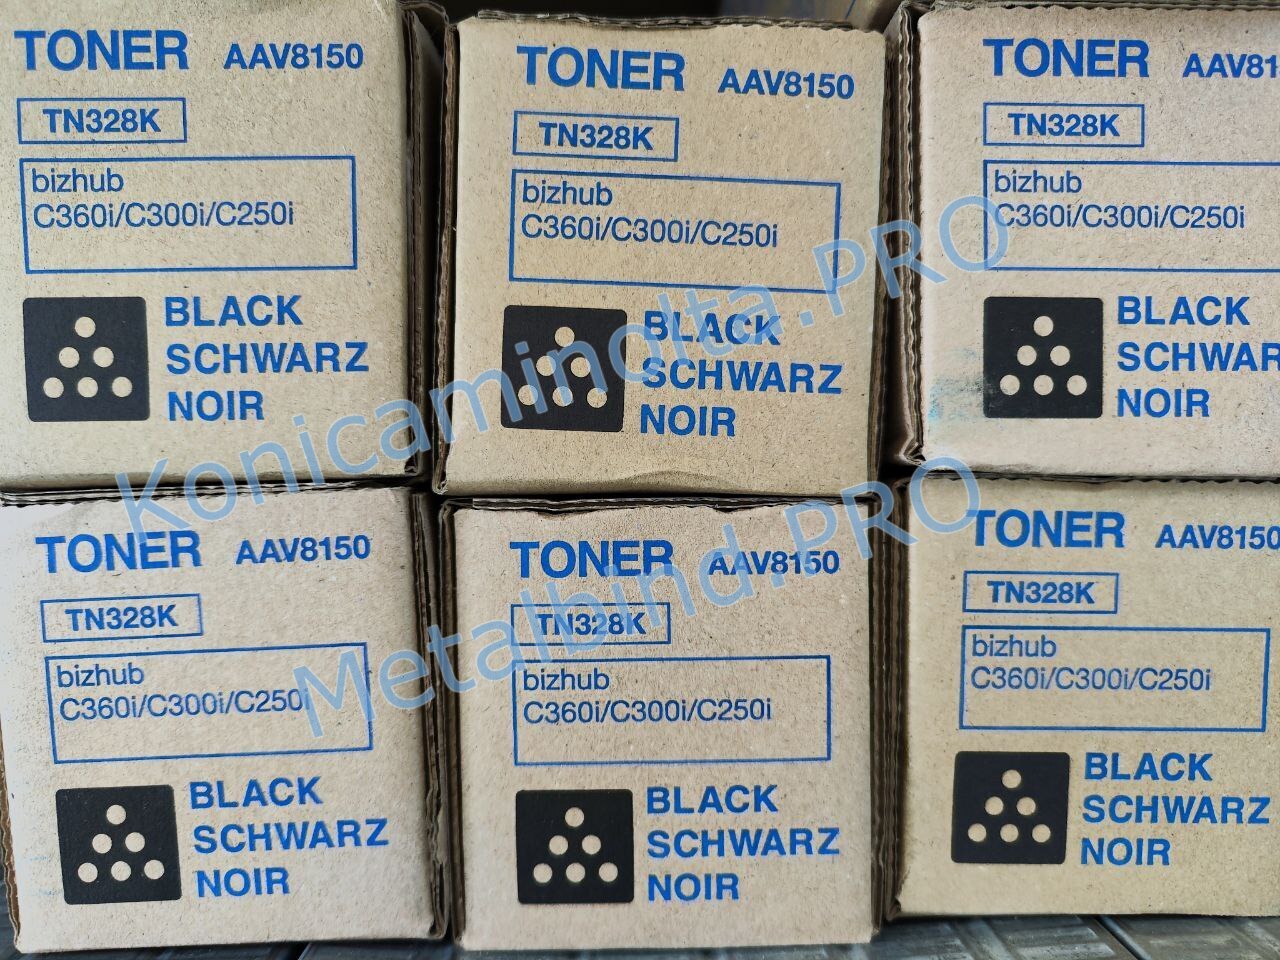 TONER AAV8150
TN328K
bizhub
C360i/C300i/C250i
BLACK
SCHWARZ
NOIR
TONER AAV8150
TN328K
bizhub
C360i/C300i/C250i
BLACK
SCHWARZ
NOIR
TONER AAV81
TN328K
bizhub
C360i/C300i/C250i
BLACK
SCHWAR
NOIR
Konicaminolta.PRO
TONER AAV8150
TN328K
bizhub
C360i/C300i/C250i
BLACK
SCHWARZ
NOIR
TONER AAV8150
TN328K
bizhub
C360i/C300i/C250i
BLACK
SCHWARZ
NOIR
TONER AAV8150
TN328K
bizhub
C360i/C300i/C250i
BLACK
SCHWARZ
NOIR
Metalbind.PRO